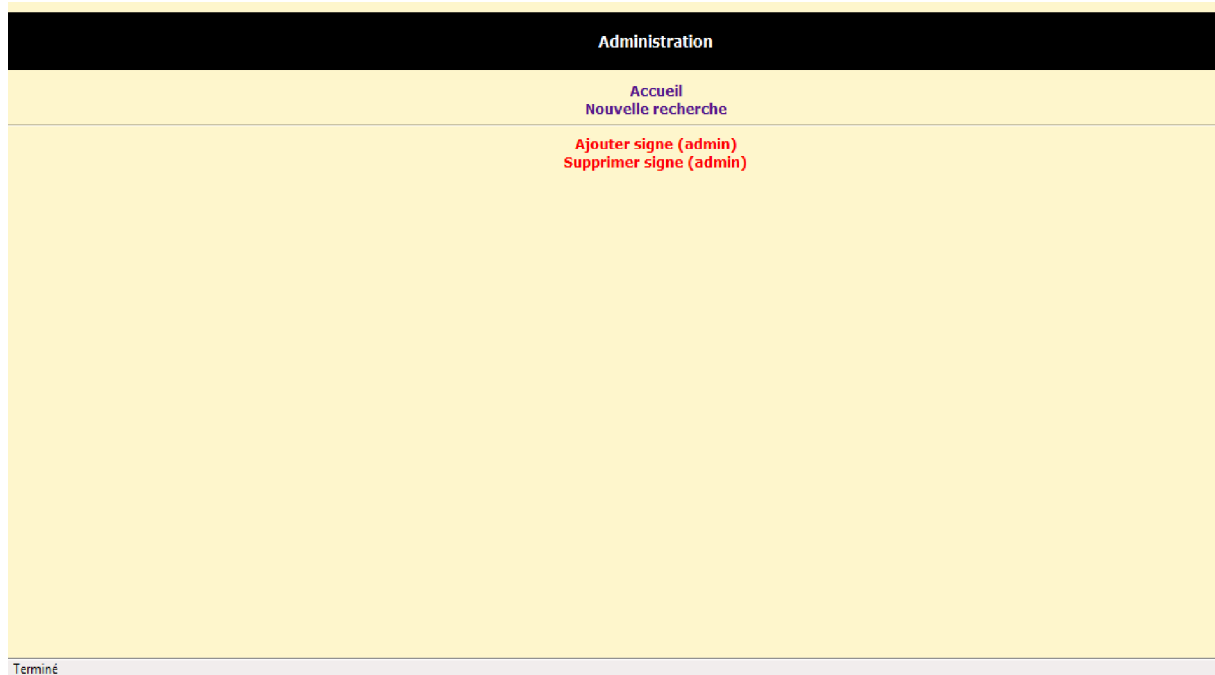 Administration
Accueil
Nouvelle recherche
Ajouter signe (admin)
Supprimer signe (admin)
Terminé